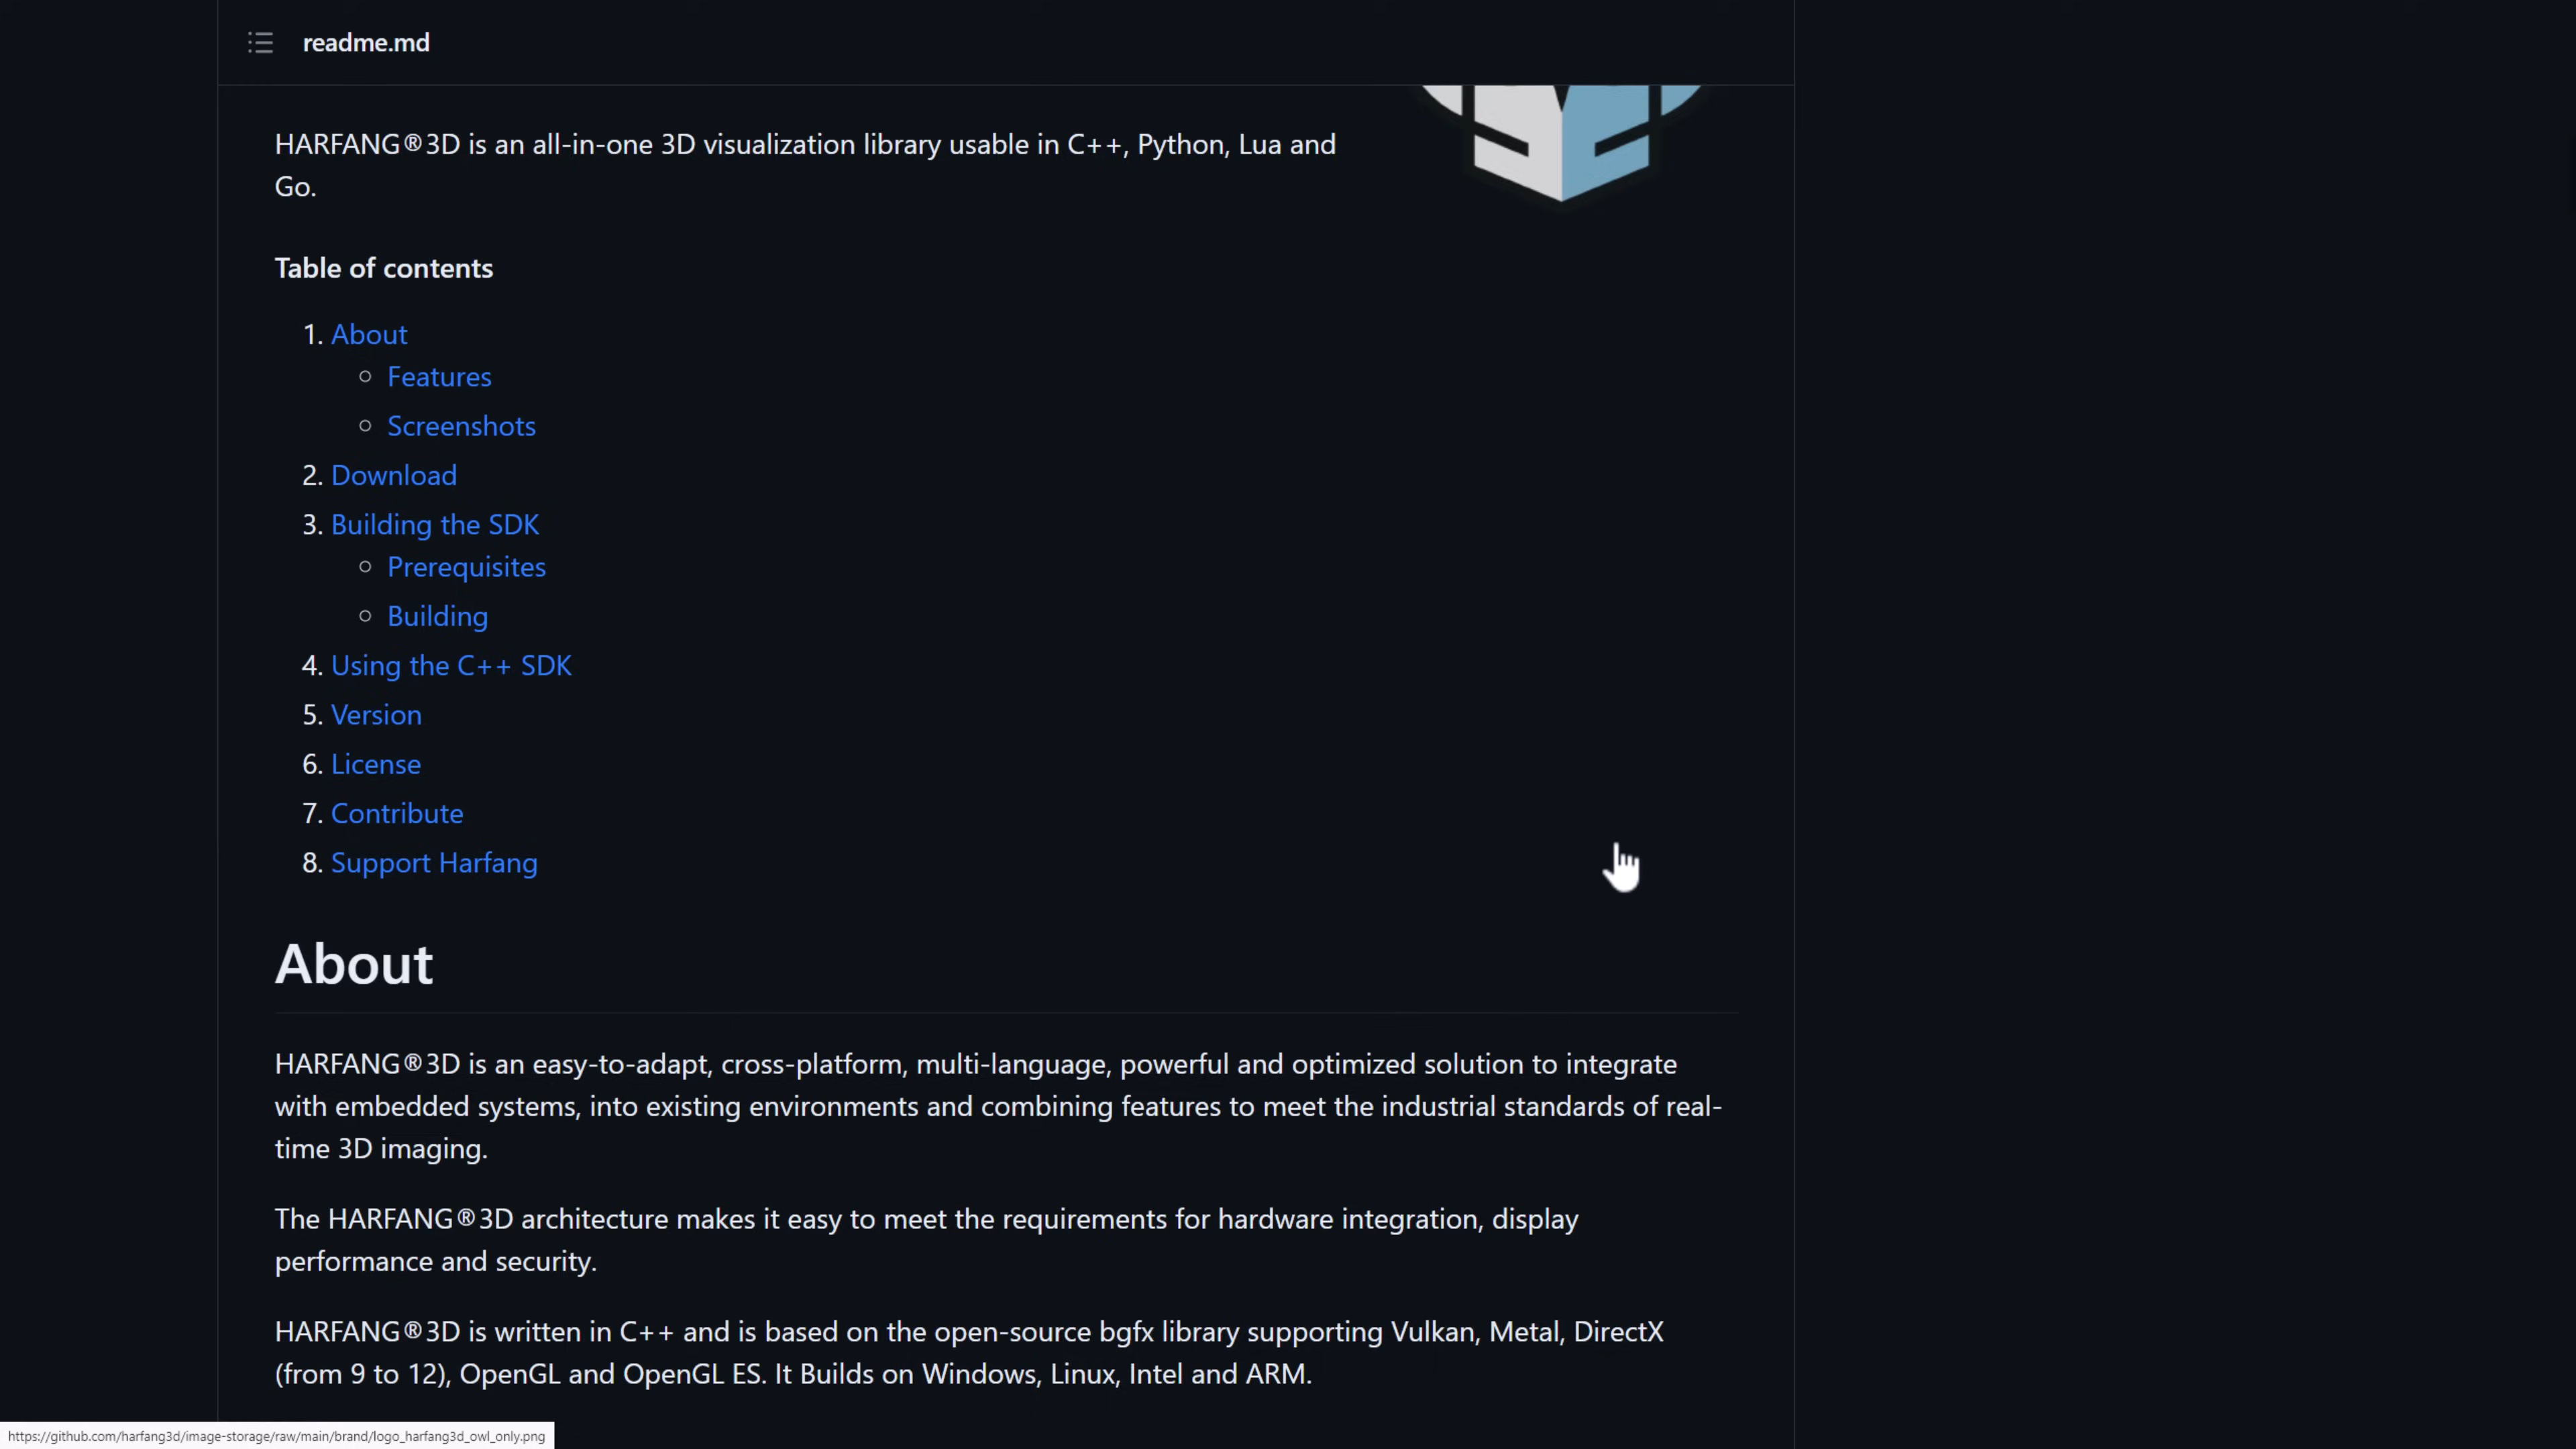 readme.md
HARFANG®3D is an all-in-one 3D visualization library usable in C++, Python, Lua and
Go.
Table of contents
1. About
Features
Screenshots
2. Download
3. Building the SDK
Prerequisites
Building
4. Using the C++ SDK
5. Version
6. License
7. Contribute
8. Support Harfang
About
HARFANG®3D is an easy-to-adapt, cross-platform, multi-language, powerful and optimized solution to integrate
with embedded systems, into existing environments and combining features to meet the industrial standards of real-
time 3D imaging.
The HARFANG®3D architecture makes it easy to meet the requirements for hardware integration, display
performance and security.
HARFANG®3D is written in C++ and is based on the open-source bgfx library supporting Vulkan, Metal, DirectX
(from 9 to 12), OpenGL and OpenGL ES. It Builds on Windows, Linux, Intel and ARM.
https://github.com/harfang3d/image-storage/raw/main/brand/logo_harfang3d_owl_only.png